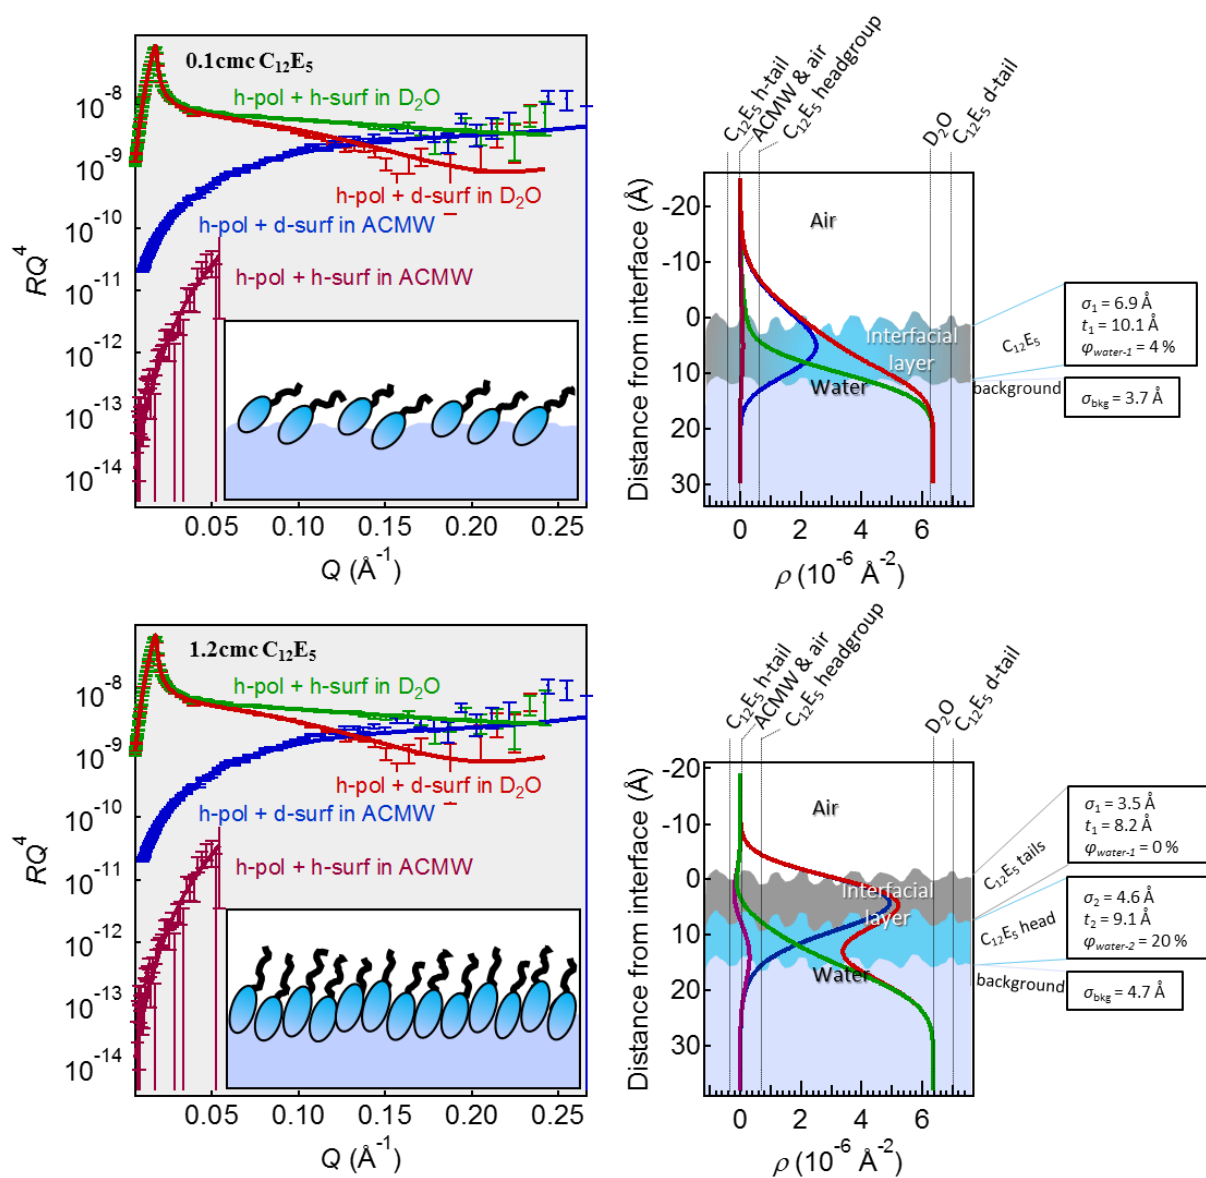 0.1cmc C₁₂E₅
h-pol + h-surf in D₂O
h-pol + d-surf in D₂O
h-pol + d-surf in ACMW
h-pol + h-surf in ACMW
RQ⁴
10⁻⁸
10⁻⁹
10⁻¹⁰
10⁻¹¹
10⁻¹²
10⁻¹³
10⁻¹⁴
0.05 0.10 0.15 0.20 0.25
Q (Å⁻¹)
C₁₂E₅ h-tail
ACMW & air
C₁₂E₅ headgroup
D₂O
C₁₂E₅ d-tail
Distance from interface (Å)
-20
-10
0
10
20
30
Air
Interfacial
layer
Water
C₁₂E₅
background
σ₁ = 6.9 Å
t₁ = 10.1 Å
φwater-1 = 4 %
σbkg = 3.7 Å
0 2 4 6
ρ (10⁻⁶ Å⁻²)
1.2cmc C₁₂E₅
h-pol + h-surf in D₂O
h-pol + d-surf in D₂O
h-pol + d-surf in ACMW
h-pol + h-surf in ACMW
RQ⁴
10⁻⁸
10⁻⁹
10⁻¹⁰
10⁻¹¹
10⁻¹²
10⁻¹³
10⁻¹⁴
0.05 0.10 0.15 0.20 0.25
Q (Å⁻¹)
C₁₂E₅ h-tail
ACMW & air
C₁₂E₅ headgroup
D₂O
C₁₂E₅ d-tail
Distance from interface (Å)
-20
-10
0
10
20
30
Air
Interfacial
layer
Water
C₁₂E₅ tails
C₁₂E₅ head
background
σ₁ = 3.5 Å
t₁ = 8.2 Å
φwater-1 = 0 %
σ₂ = 4.6 Å
t₂ = 9.1 Å
φwater-2 = 20 %
σbkg = 4.7 Å
0 2 4 6
ρ (10⁻⁶ Å⁻²)